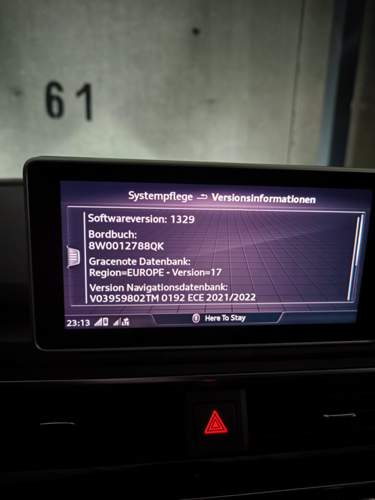 61
Systempflege Versionsinformationen
Softwareversion: 1329
Bordbuch:
8W0012788QK
Gracenote Datenbank:
Region=EUROPE - Version=17
Version Navigationsdatenbank:
V03959802TM 0192 ECE 2021/2022
23:13 Here To Stay